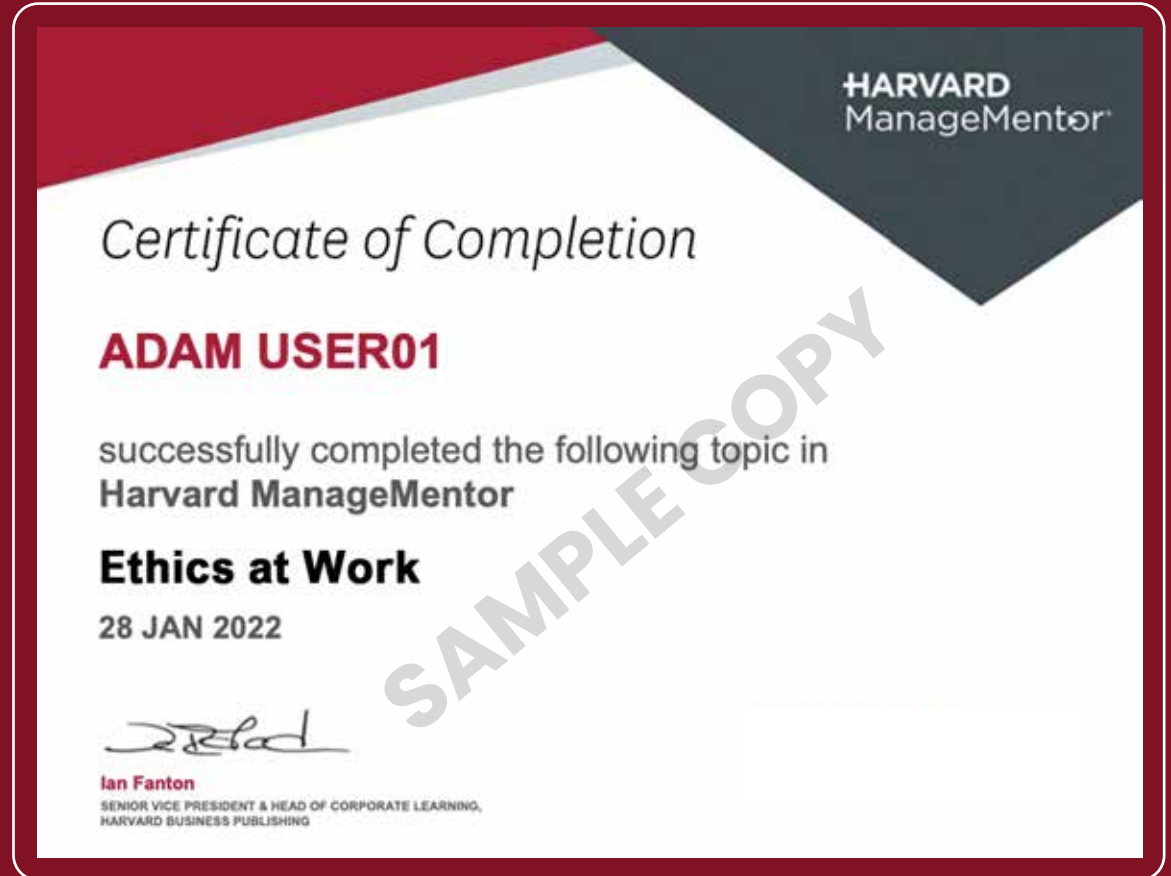 HARVARD
ManageMentor
Certificate of Completion
ADAM USER01
successfully completed the following topic in
Harvard ManageMentor
Ethics at Work
28 JAN 2022
SAMPLE COPY
Ian Fanton
SENIOR VICE PRESIDENT & HEAD OF CORPORATE LEARNING,
HARVARD BUSINESS PUBLISHING